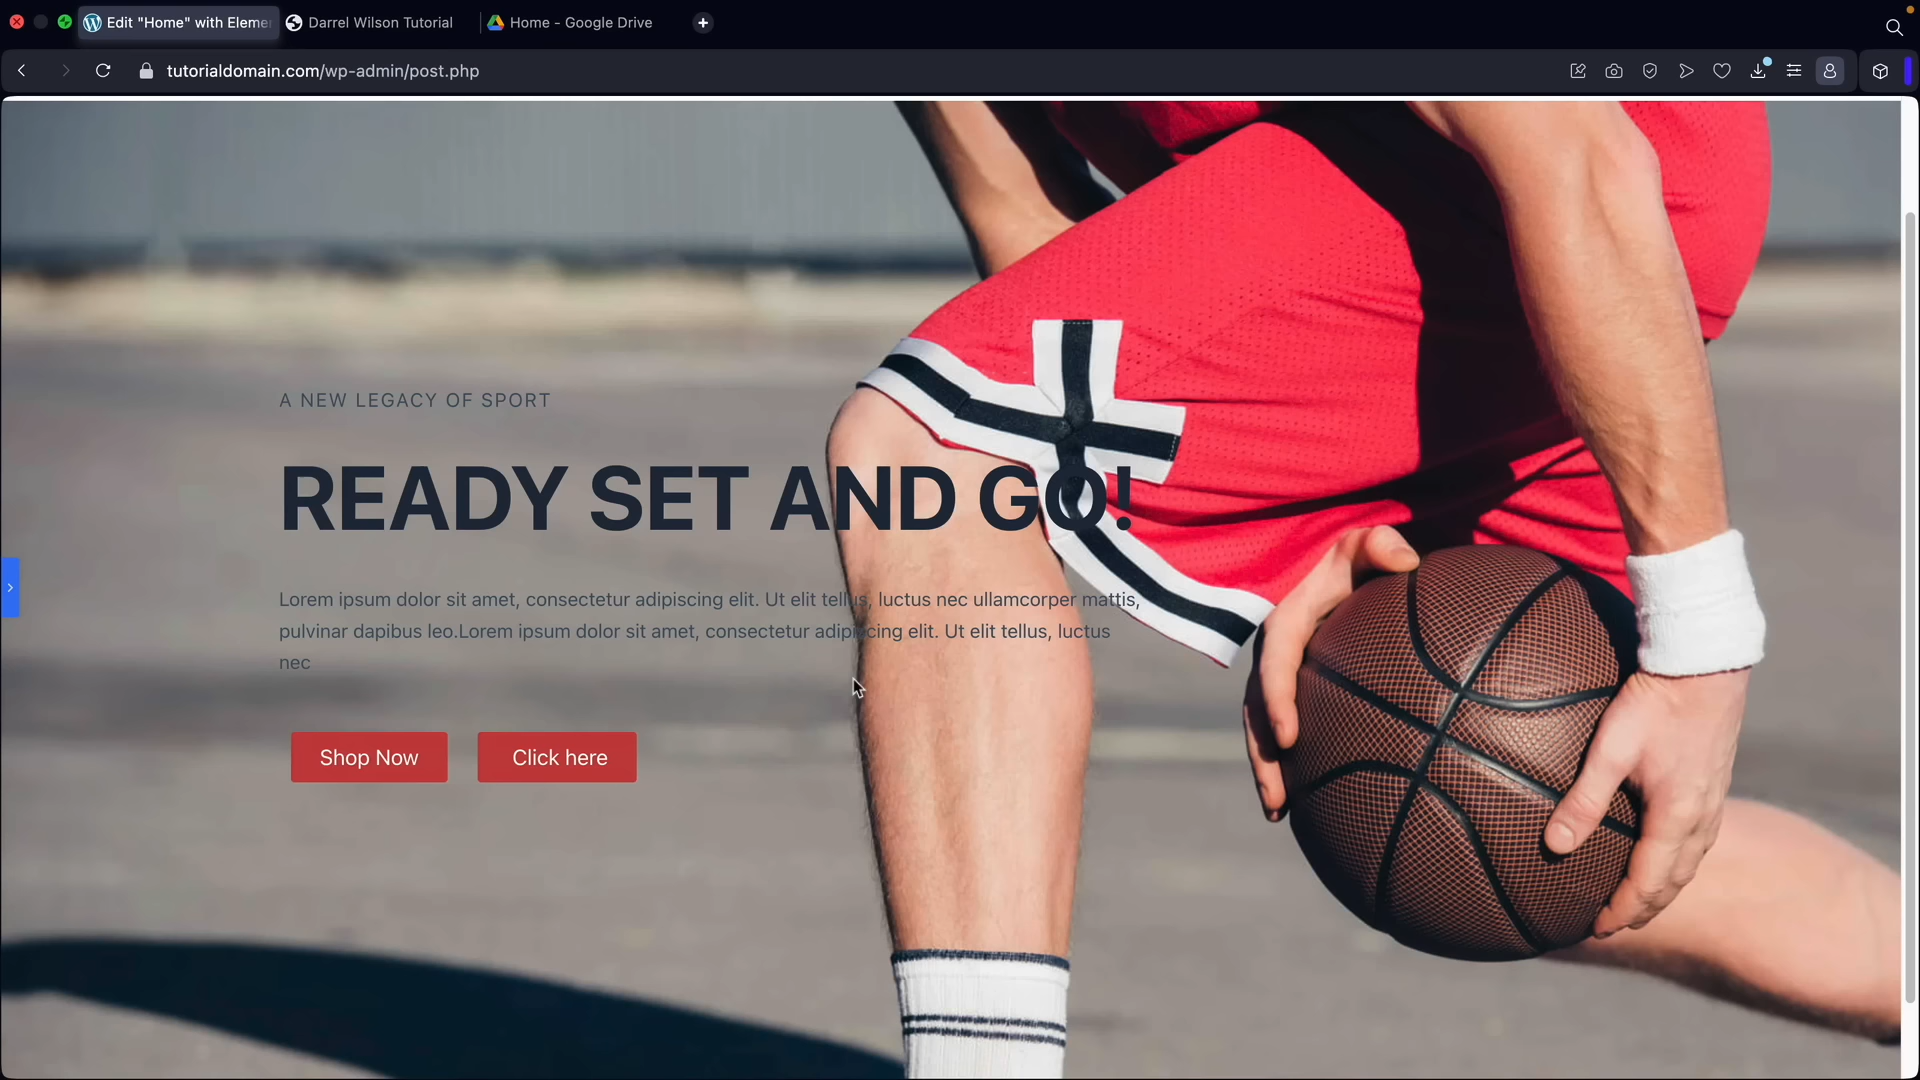 Edit "Home" with Eleme
Darrel Wilson Tutorial
Home - Google Drive
tutorialdomain.com/wp-admin/post.php
A NEW LEGACY OF SPORT
READY SET AND GO!
Lorem ipsum dolor sit amet, consectetur adipiscing elit. Ut elit tellus, luctus nec ullamcorper mattis,
pulvinar dapibus leo.Lorem ipsum dolor sit amet, consectetur adipiscing elit. Ut elit tellus, luctus
nec
Shop Now
Click here